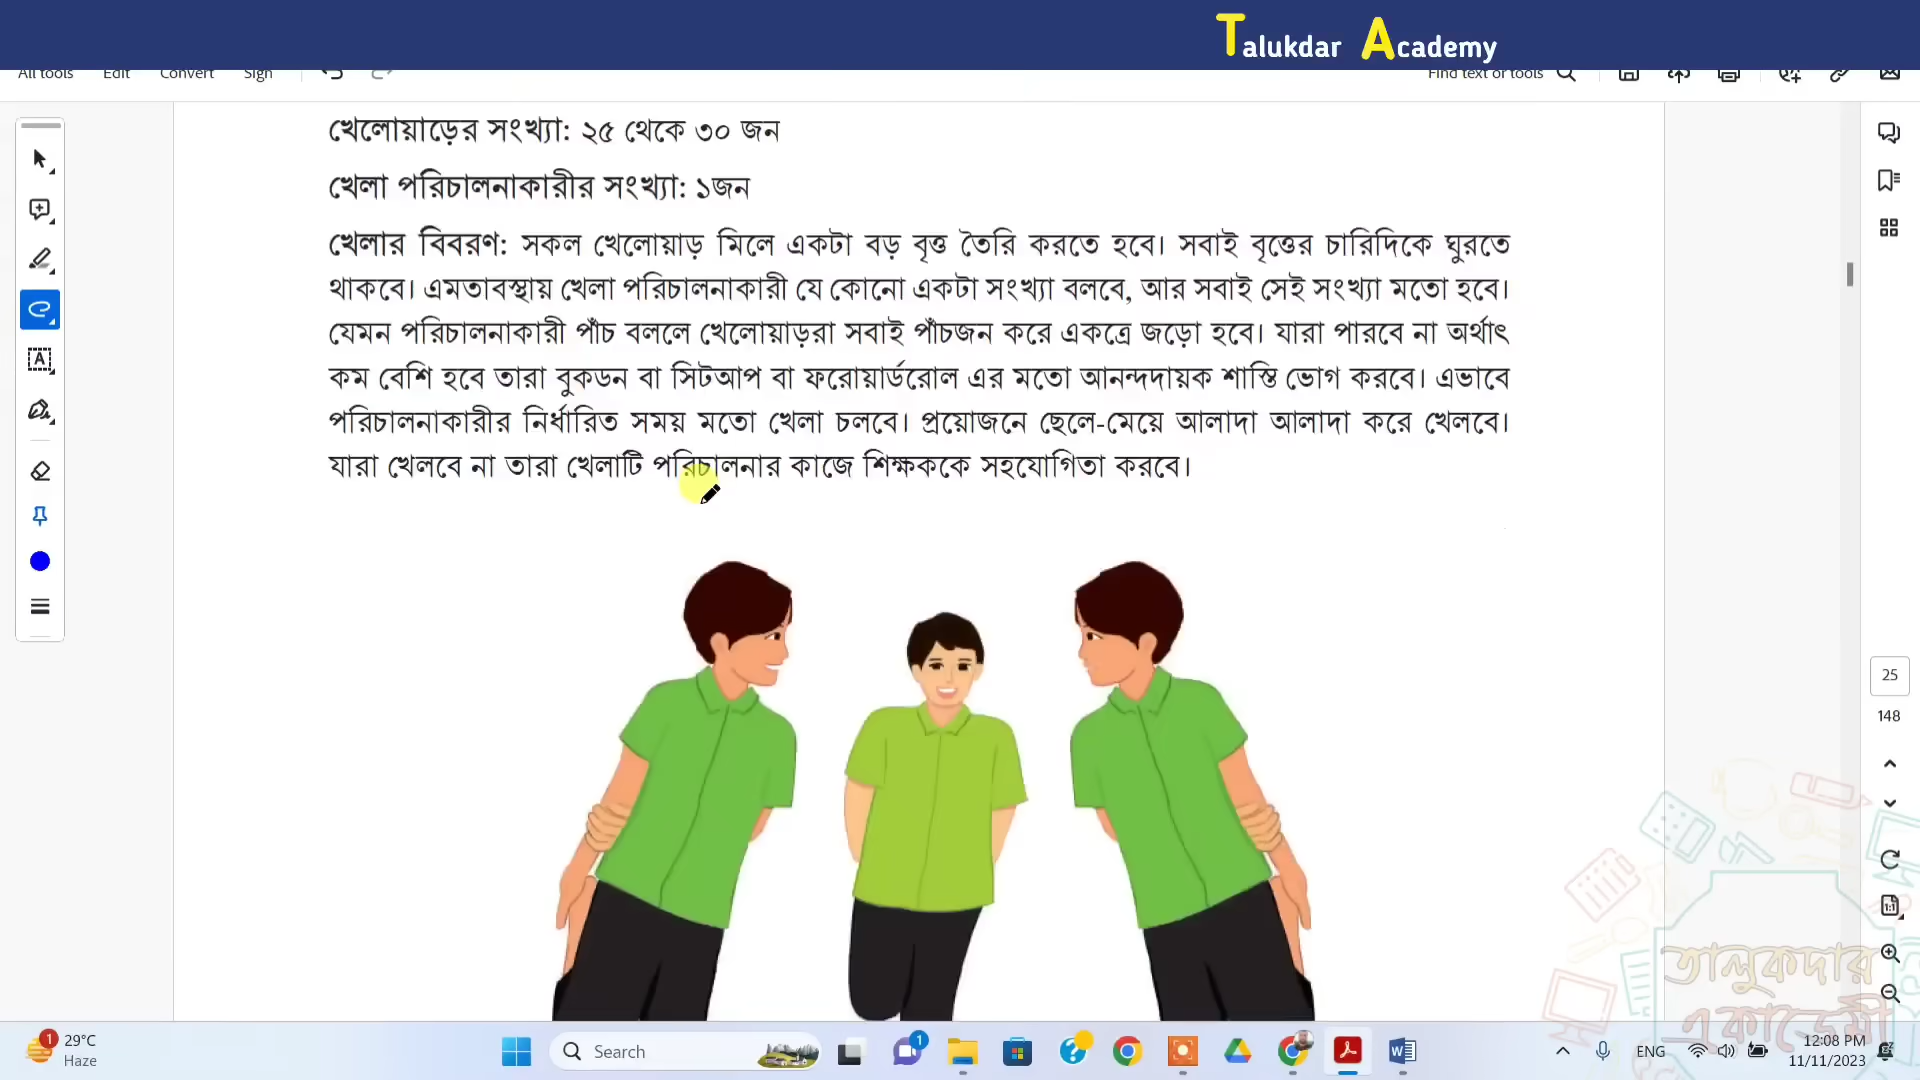 Talukdar Academy
All tools Edit Convert Sign
Find text or tools
খেলোয়াড়ের সংখ্যা: ২৫ থেকে ৩০ জন
খেলা পরিচালনাকারীর সংখ্যা: ১জন
খেলার বিবরণ: সকল খেলোয়াড় মিলে একটা বড় বৃত্ত তৈরি করতে হবে। সবাই বৃত্তের চারিদিকে ঘুরতে
থাকবে। এমতাবস্থায় খেলা পরিচালনাকারী যে কোনো একটা সংখ্যা বলবে, আর সবাই সেই সংখ্যা মতো হবে।
যেমন পরিচালনাকারী পাঁচ বললে খেলোয়াড়রা সবাই পাঁচজন করে একত্রে জড়ো হবে। যারা পারবে না অর্থাৎ
কম বেশি হবে তারা বুকডন বা সিটআপ বা ফরোয়ার্ডরোল এর মতো আনন্দদায়ক শাস্তি ভোগ করবে। এভাবে
পরিচালনাকারীর নির্ধারিত সময় মতো খেলা চলবে। প্রয়োজনে ছেলে-মেয়ে আলাদা আলাদা করে খেলবে।
যারা খেলবে না তারা খেলাটি পরিচালনার কাজে শিক্ষককে সহযোগিতা করবে।
25
148
তালুকদার
একাডেমী
1
29°C
Haze
Search
1
ENG
12:08 PM
11/11/2023